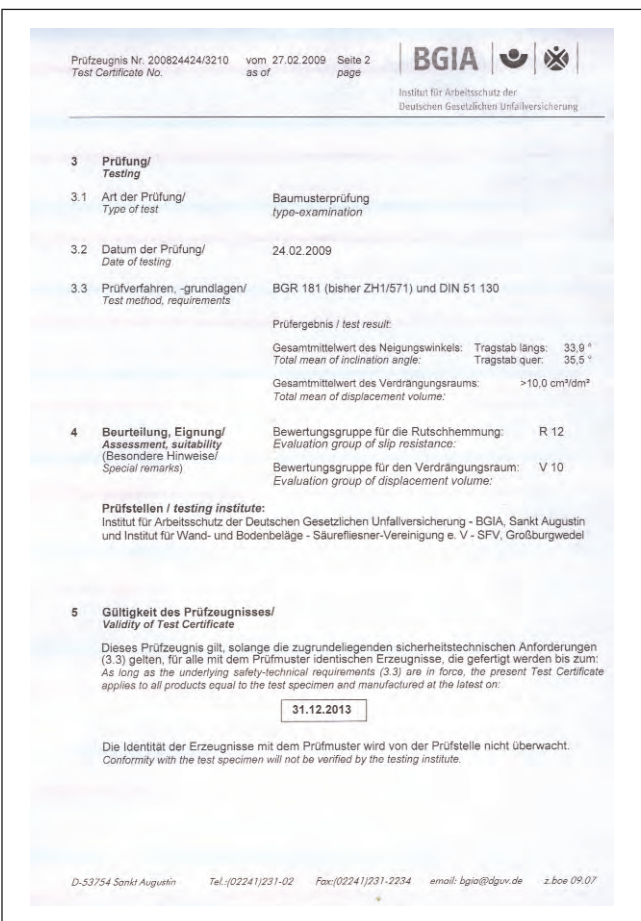 Prüfzeugnis Nr. 200824424/3210 vom 27.02.2009 Seite 2
Test Certificate No. as of page
BGIA
Institut für Arbeitsschutz der
Deutschen Gesetzlichen Unfallversicherung
3 Prüfung/
Testing
3.1 Art der Prüfung/ Baumusterprüfung
Type of test type-examination
3.2 Datum der Prüfung/ 24.02.2009
Date of testing
3.3 Prüfverfahren, -grundlagen/ BGR 181 (bisher ZH1/571) und DIN 51 130
Test method, requirements
Prüfergebnis / test result:
Gesamtmittelwert des Neigungswinkels: Tragstab längs: 33,9 °
Total mean of inclination angle: Tragstab quer: 35,5 °
Gesamtmittelwert des Verdrängungsraums: >10,0 cm³/dm²
Total mean of displacement volume:
4 Beurteilung, Eignung/ Bewertungsgruppe für die Rutschhemmung: R 12
Assessment, suitability Evaluation group of slip resistance:
(Besondere Hinweise/
Special remarks) Bewertungsgruppe für den Verdrängungsraum: V 10
Evaluation group of displacement volume:
Prüfstellen / testing institute:
Institut für Arbeitsschutz der Deutschen Gesetzlichen Unfallversicherung - BGIA, Sankt Augustin
und Institut für Wand- und Bodenbeläge - Säurefliesner-Vereinigung e. V - SFV, Großburgwedel
5 Gültigkeit des Prüfzeugnisses/
Validity of Test Certificate
Dieses Prüfzeugnis gilt, solange die zugrundeliegenden sicherheitstechnischen Anforderungen
(3.3) gelten, für alle mit dem Prüfmuster identischen Erzeugnisse, die gefertigt werden bis zum:
As long as the underlying safety-technical requirements (3.3) are in force, the present Test Certificate
applies to all products equal to the test specimen and manufactured at the latest on:
31.12.2013
Die Identität der Erzeugnisse mit dem Prüfmuster wird von der Prüfstelle nicht überwacht.
Conformity with the test specimen will not be verified by the testing institute.
D-53754 Sankt Augustin Tel.:(02241)231-02 Fax:(02241)231-2234 email: bgia@dguv.de z.boe 09.07